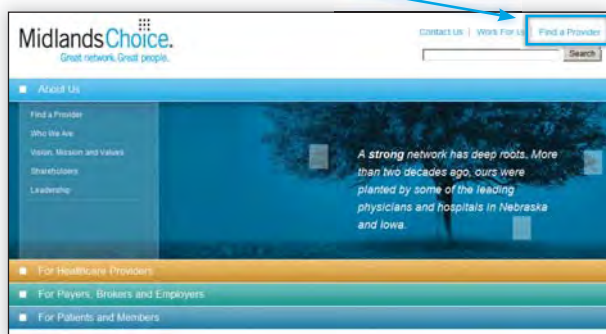 MidlandsChoice.
Great network. Great people.
Contact Us | Work For Us | Find a Provider
Search
About Us
Find a Provider
Who We Are
Vision, Mission and Values
Shareholders
Leadership
A strong network has deep roots. More
than two decades ago, ours were
planted by some of the leading
physicians and hospitals in Nebraska
and Iowa.
For Healthcare Providers
For Payers, Brokers and Employers
For Patients and Members